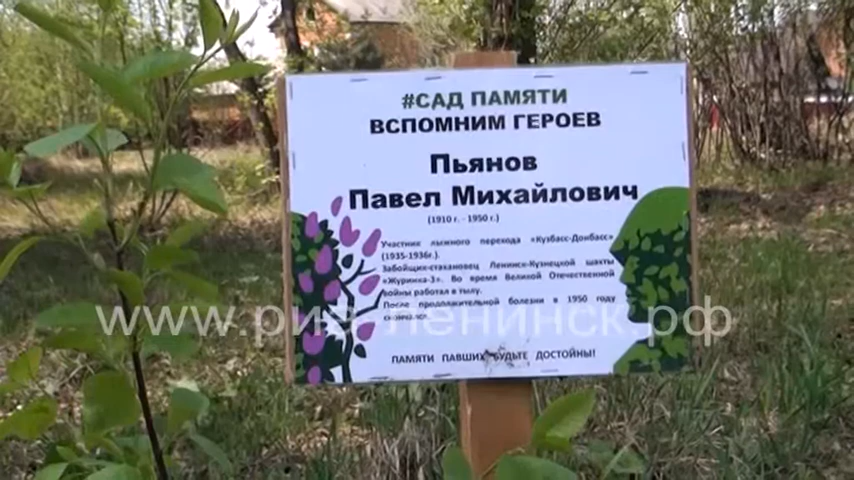 #САД ПАМЯТИ
ВСПОМНИМ ГЕРОЕВ
Пьянов
Павел Михайлович
(1910 г. - 1950 г.)
Участник лыжного перехода «Кузбасс-Донбасс»
(1935-1936г.).
Забойщик-стахановец Ленинск-Кузнецкой шахты
«Журинка-3». Во время Великой Отечественной
войны работал в тылу.
После продолжительной болезни в 1950 году
скончался.
www.риа-ленинск.рф
ПАМЯТИ ПАВШИХ БУДЬТЕ ДОСТОЙНЫ!